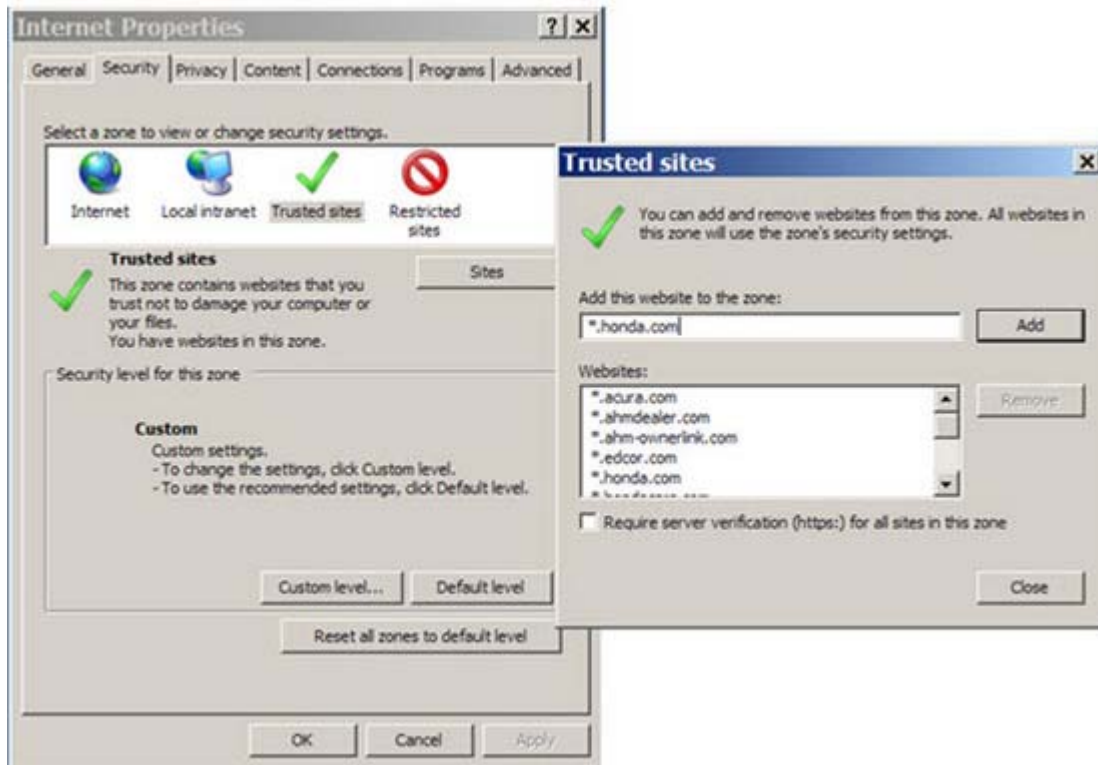 Internet Properties
General Security Privacy Content Connections Programs Advanced
Select a zone to view or change security settings.
Internet Local intranet Trusted sites Restricted sites
Trusted sites
This zone contains websites that you
trust not to damage your computer or
your files.
You have websites in this zone.
Sites
Security level for this zone
Custom
Custom settings.
- To change the settings, click Custom level.
- To use the recommended settings, click Default level.
Custom level... Default level
Reset all zones to default level
OK Cancel Apply
Trusted sites
You can add and remove websites from this zone. All websites in
this zone will use the zone's security settings.
Add this website to the zone:
*.honda.com
Add
Websites:
*.acura.com
*.ahmdealer.com
*.ahm-ownerlink.com
*.edcor.com
*.honda.com
Remove
Require server verification (https:) for all sites in this zone
Close